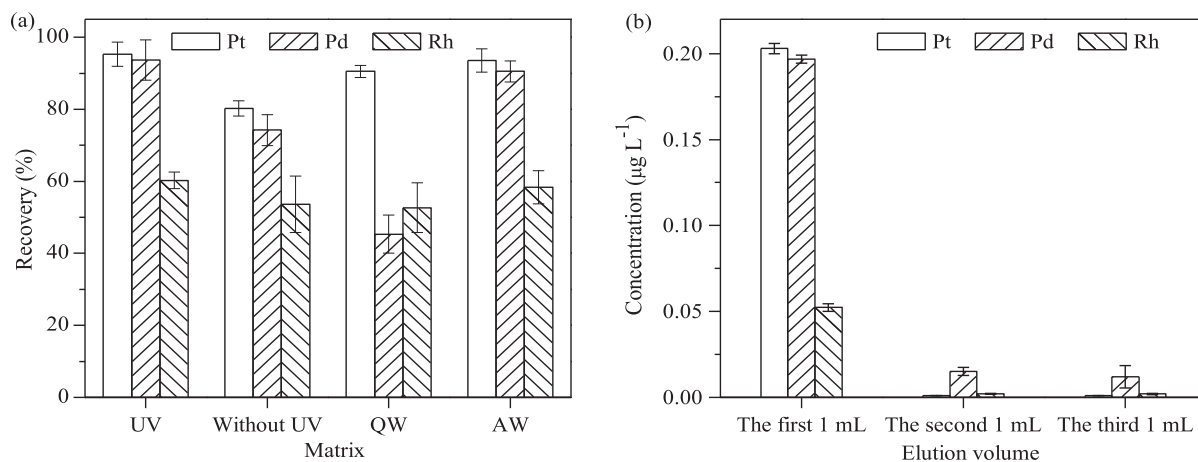 (a)
Pt Pd Rh
100
80
60
40
20
0
Recovery (%)
UV Without UV QW AW
Matrix
(b)
Pt Pd Rh
0.20
0.15
0.10
0.05
0.00
Concentration (μg L⁻¹)
The first 1 mL The second 1 mL The third 1 mL
Elution volume